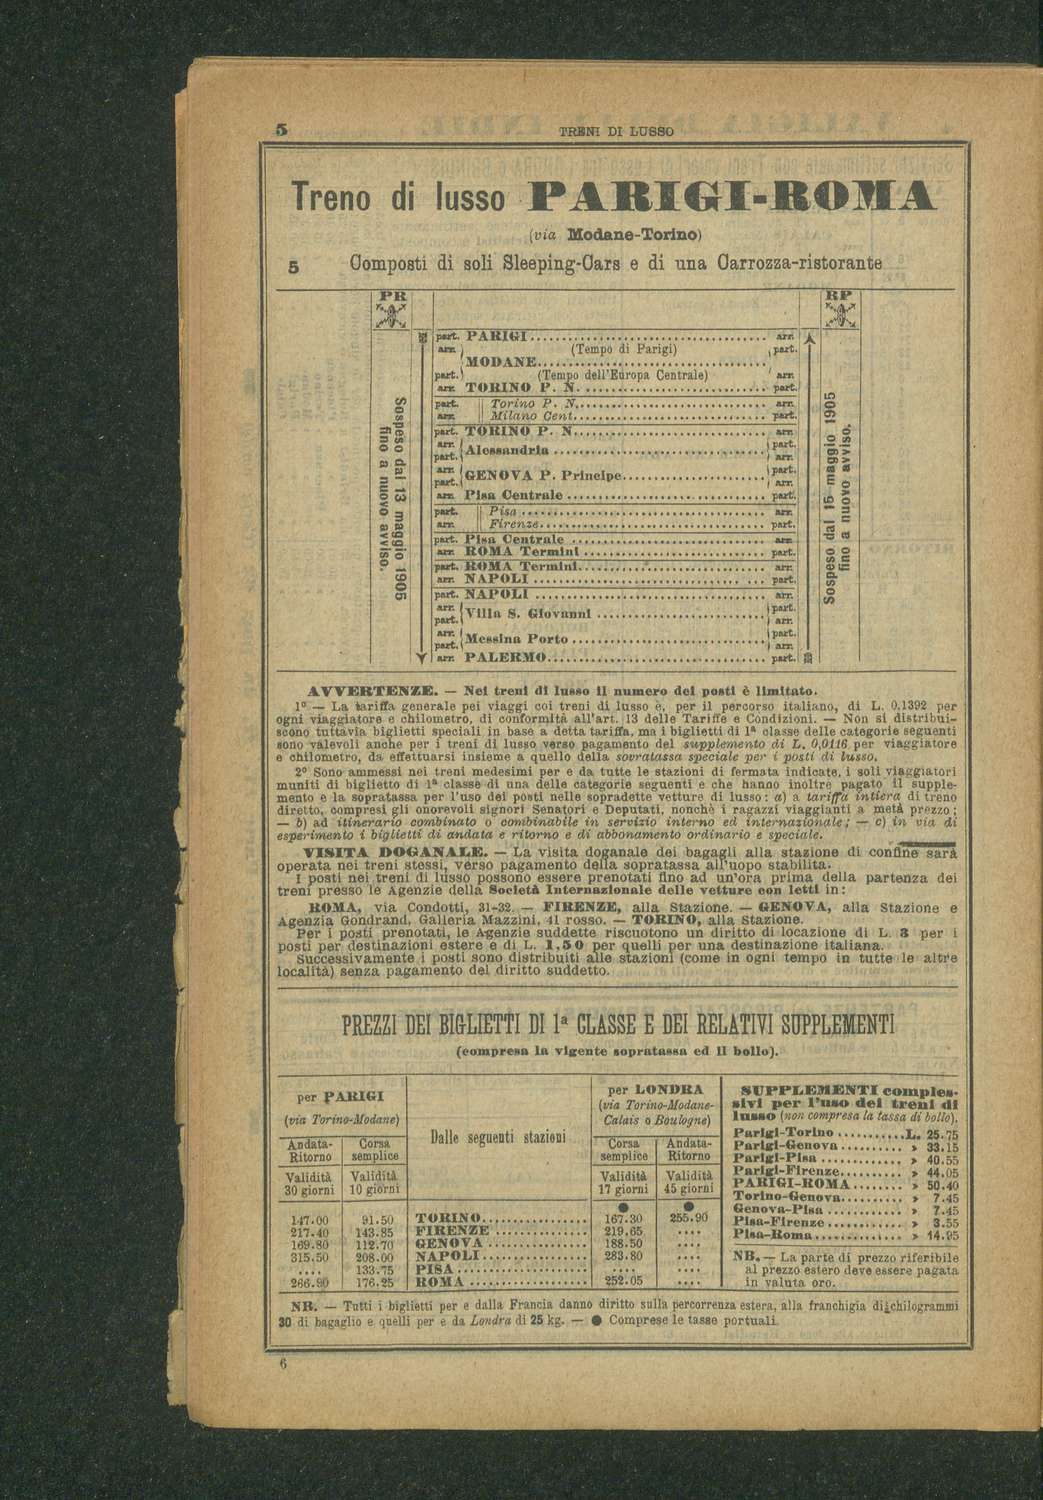 5
TRENI DI LUSSO
Treno di lusso PARIGI-ROMA
(via Modane-Torino)
5 Composti di soli Sleeping-Cars e di una Carrozza-ristorante
PR
RP
part. PARIGI arr.
arr. (Tempo di Parigi) part.
MODANE
part. (Tempo dell'Europa Centrale) arr.
arr. TORINO P. N. part.
part. Torino P. N. arr.
arr. Milano Cent. part.
part. TORINO P. N. arr.
arr. part.
Alessandria
part. arr.
arr. part.
GENOVA P. Principe
part. arr.
arr. Pisa Centrale part.
part. Pisa arr.
arr. Firenze part.
part. Pisa Centrale arr.
arr. ROMA Termini part.
part. ROMA Termini arr.
arr. NAPOLI part.
part. NAPOLI arr.
arr. part.
Villa S. Giovanni
part. arr.
arr. part.
Messina Porto
part. arr.
arr. PALERMO part.
Sospeso dal 13 maggio 1905
fino a nuovo avviso.
Sospeso dal 15 maggio 1905
fino a nuovo avviso.
AVVERTENZE. — Nei treni di lusso il numero dei posti è limitato.
1º — La tariffa generale pei viaggi coi treni di lusso è, per il percorso italiano, di L. 0.1392 per
ogni viaggiatore e chilometro, di conformità all'art. 13 delle Tariffe e Condizioni. — Non si distribui-
scono tuttavia biglietti speciali in base a detta tariffa, ma i biglietti di 1ª classe delle categorie seguenti
sono valevoli anche per i treni di lusso verso pagamento del supplemento di L. 0,0116 per viaggiatore
e chilometro, da effettuarsi insieme a quello della sovratassa speciale per i posti di lusso.
2º Sono ammessi nei treni medesimi per e da tutte le stazioni di fermata indicate, i soli viaggiatori
muniti di biglietto di 1ª classe di una delle categorie seguenti e che hanno inoltre pagato il supple-
mento e la sopratassa per l'uso dei posti nelle sopradette vetture di lusso: a) a tariffa intiera di treno
diretto, compresi gli onorevoli signori Senatori e Deputati, nonchè i ragazzi viaggianti a metà prezzo;
— b) ad itinerario combinato o combinabile in servizio interno ed internazionale; — c) in via di
esperimento i biglietti di andata e ritorno e di abbonamento ordinario e speciale.
VISITA DOGANALE. — La visita doganale dei bagagli alla stazione di confine sarà
operata nei treni stessi, verso pagamento della sopratassa all'uopo stabilita.
I posti nei treni di lusso possono essere prenotati fino ad un'ora prima della partenza dei
treni presso le Agenzie della Società Internazionale delle vetture con letti in:
ROMA, via Condotti, 31-32. — FIRENZE, alla Stazione. — GENOVA, alla Stazione e
Agenzia Gondrand, Galleria Mazzini, 41 rosso. — TORINO, alla Stazione.
Per i posti prenotati, le Agenzie suddette riscuotono un diritto di locazione di L. 3 per i
posti per destinazioni estere e di L. 1,50 per quelli per una destinazione italiana.
Successivamente i posti sono distribuiti alle stazioni (come in ogni tempo in tutte le altre
località) senza pagamento del diritto suddetto.
PREZZI DEI BIGLIETTI DI 1ª CLASSE E DEI RELATIVI SUPPLEMENTI
(compresa la vigente sopratassa ed il bollo).
per PARIGI
(via Torino-Modane)
Andata-Ritorno Corsa semplice
Validità 30 giorni Validità 10 giorni
Dalle seguenti stazioni
per LONDRA
(via Torino-Modane-
Calais o Boulogne)
Corsa semplice Andata-Ritorno
Validità 17 giorni Validità 45 giorni
● ●
147.00 91.50 TORINO 167.30 255.90
217.40 143.85 FIRENZE 219.65 ....
169.80 112.70 GENOVA 188.50 ....
315.50 208.00 NAPOLI 283.80 ....
.... 133.75 PISA .... ....
266.90 176.25 ROMA 252.05 ....
SUPPLEMENTI comples-
sivi per l'uso dei treni di
lusso (non compresa la tassa di bollo).
Parigi-Torino L. 25.75
Parigi-Genova » 33.15
Parigi-Pisa » 40.55
Parigi-Firenze » 44.05
PARIGI-ROMA » 50.40
Torino-Genova » 7.45
Genova-Pisa » 7.45
Pisa-Firenze » 3.55
Pisa-Roma » 14.95
NB. — La parte di prezzo riferibile
al prezzo estero deve essere pagata
in valuta oro.
NB. — Tutti i biglietti per e dalla Francia danno diritto sulla percorrenza estera, alla franchigia di chilogrammi
30 di bagaglio e quelli per e da Londra di 25 kg. — ● Comprese le tasse portuali.
6